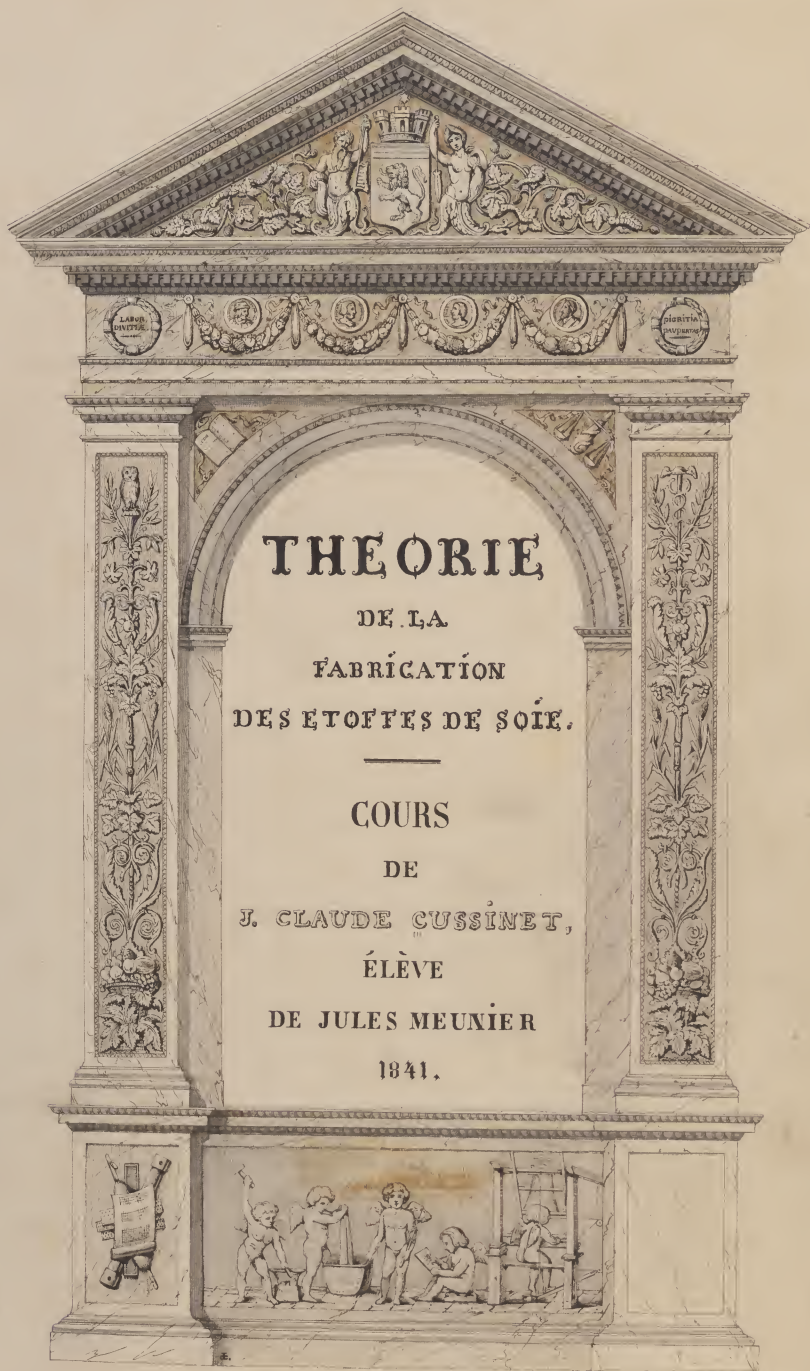 LABOR
DIVITIÆ
PIGRITIA
PAUPERTAS
THEORIE
DE LA
FABRICATION
DES ETOFFES DE SOIE.
COURS
DE
J. CLAUDE CUSSINET,
ÉLÈVE
DE JULES MEUNIER
1841.